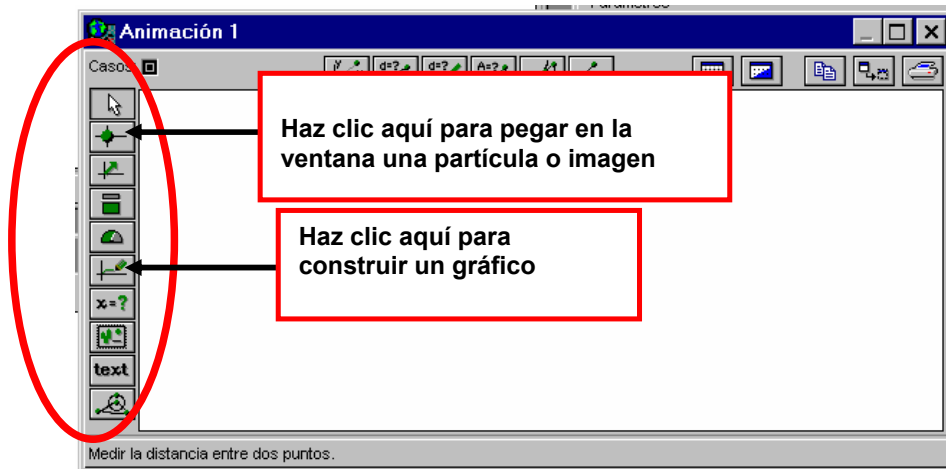 Parámetros
Animación 1
Casos:
d=? d=? A=?
Haz clic aquí para pegar en la
ventana una partícula o imagen
Haz clic aquí para
construir un gráfico
x=?
text
Medir la distancia entre dos puntos.